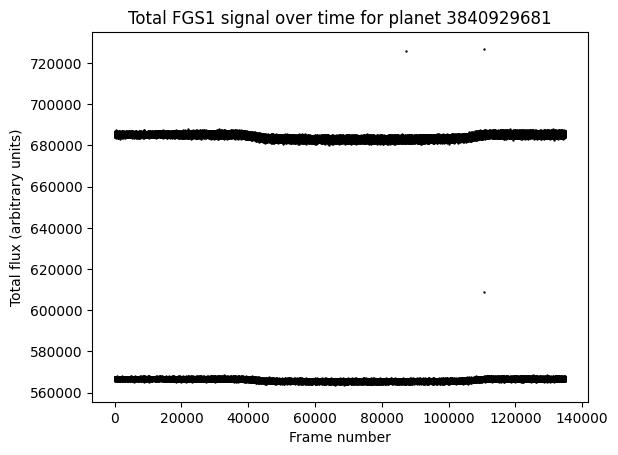 Total FGS1 signal over time for planet 3840929681
Total flux (arbitrary units)
720000
700000
680000
660000
640000
620000
600000
580000
560000
0 20000 40000 60000 80000 100000 120000 140000
Frame number